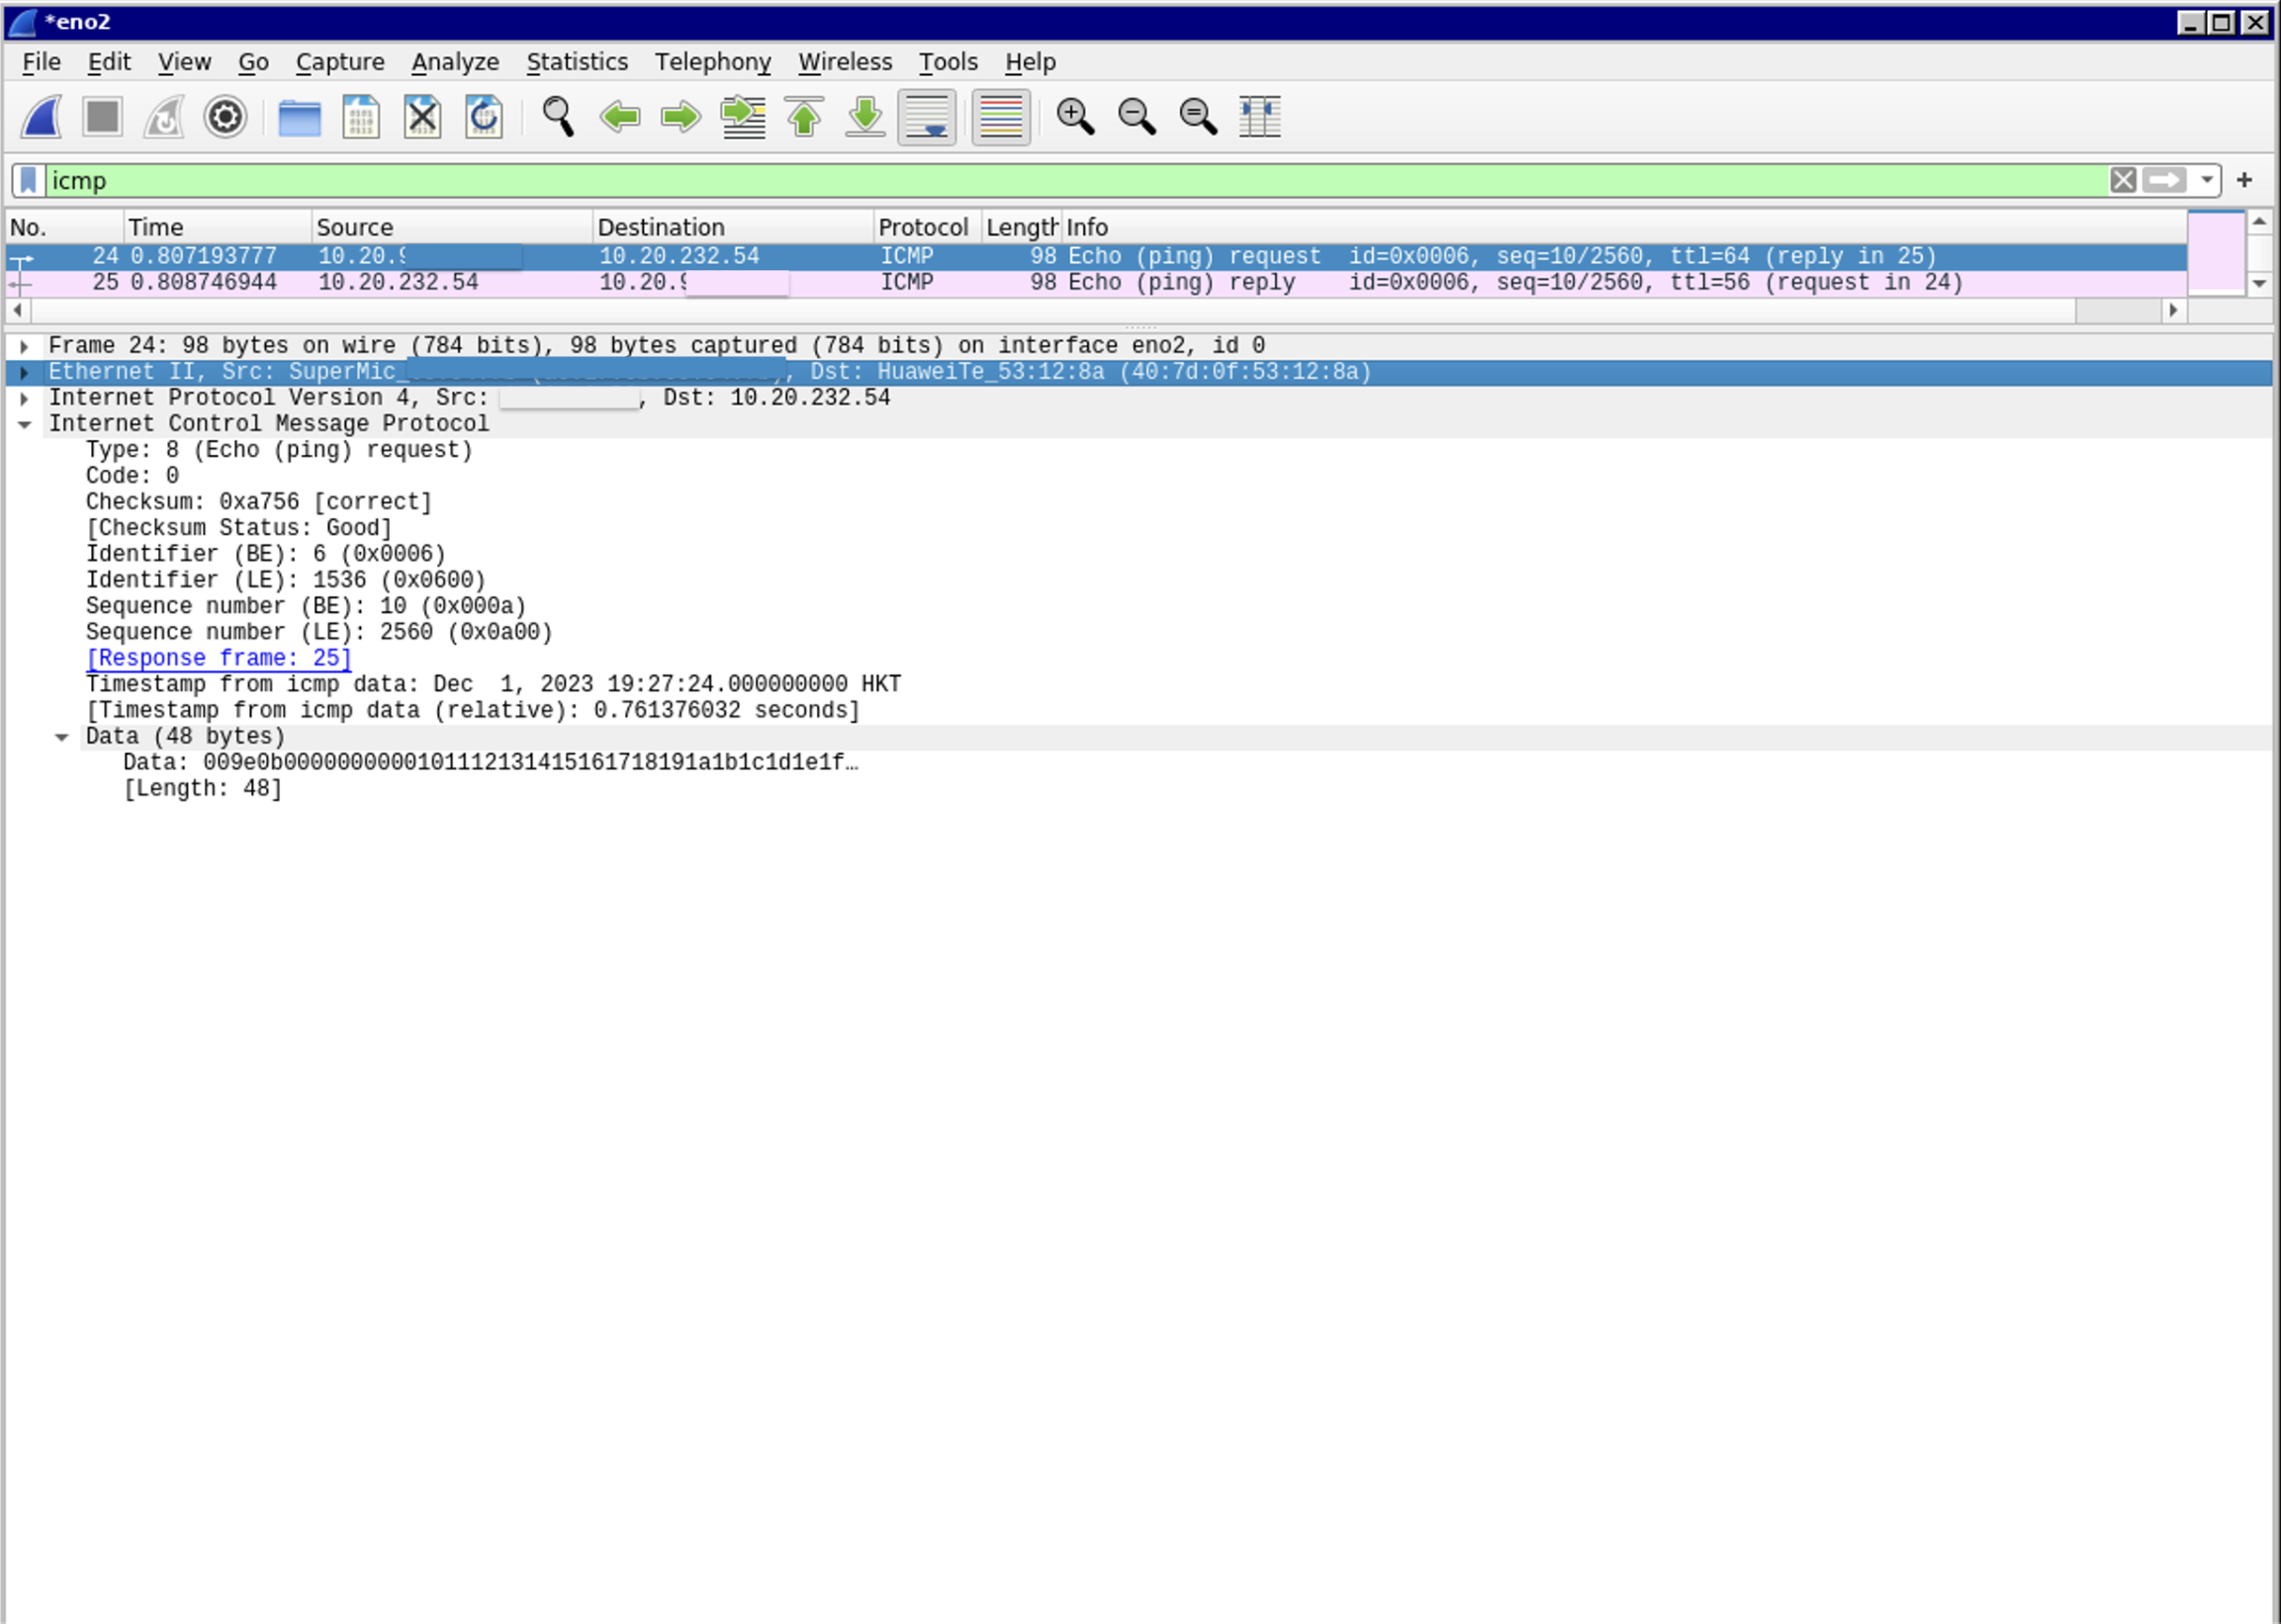 *eno2
File Edit View Go Capture Analyze Statistics Telephony Wireless Tools Help
icmp
No. Time Source Destination Protocol Length Info
24 0.807193777 10.20. 10.20.232.54 ICMP 98 Echo (ping) request id=0x0006, seq=10/2560, ttl=64 (reply in 25)
25 0.808746944 10.20.232.54 10.20. ICMP 98 Echo (ping) reply id=0x0006, seq=10/2560, ttl=56 (request in 24)
Frame 24: 98 bytes on wire (784 bits), 98 bytes captured (784 bits) on interface eno2, id 0
Ethernet II, Src: SuperMic_ , Dst: HuaweiTe_53:12:8a (40:7d:0f:53:12:8a)
Internet Protocol Version 4, Src: , Dst: 10.20.232.54
Internet Control Message Protocol
Type: 8 (Echo (ping) request)
Code: 0
Checksum: 0xa756 [correct]
[Checksum Status: Good]
Identifier (BE): 6 (0x0006)
Identifier (LE): 1536 (0x0600)
Sequence number (BE): 10 (0x000a)
Sequence number (LE): 2560 (0x0a00)
[Response frame: 25]
Timestamp from icmp data: Dec  1, 2023 19:27:24.000000000 HKT
[Timestamp from icmp data (relative): 0.761376032 seconds]
Data (48 bytes)
Data: 009e0b0000000000101112131415161718191a1b1c1d1e1f…
[Length: 48]